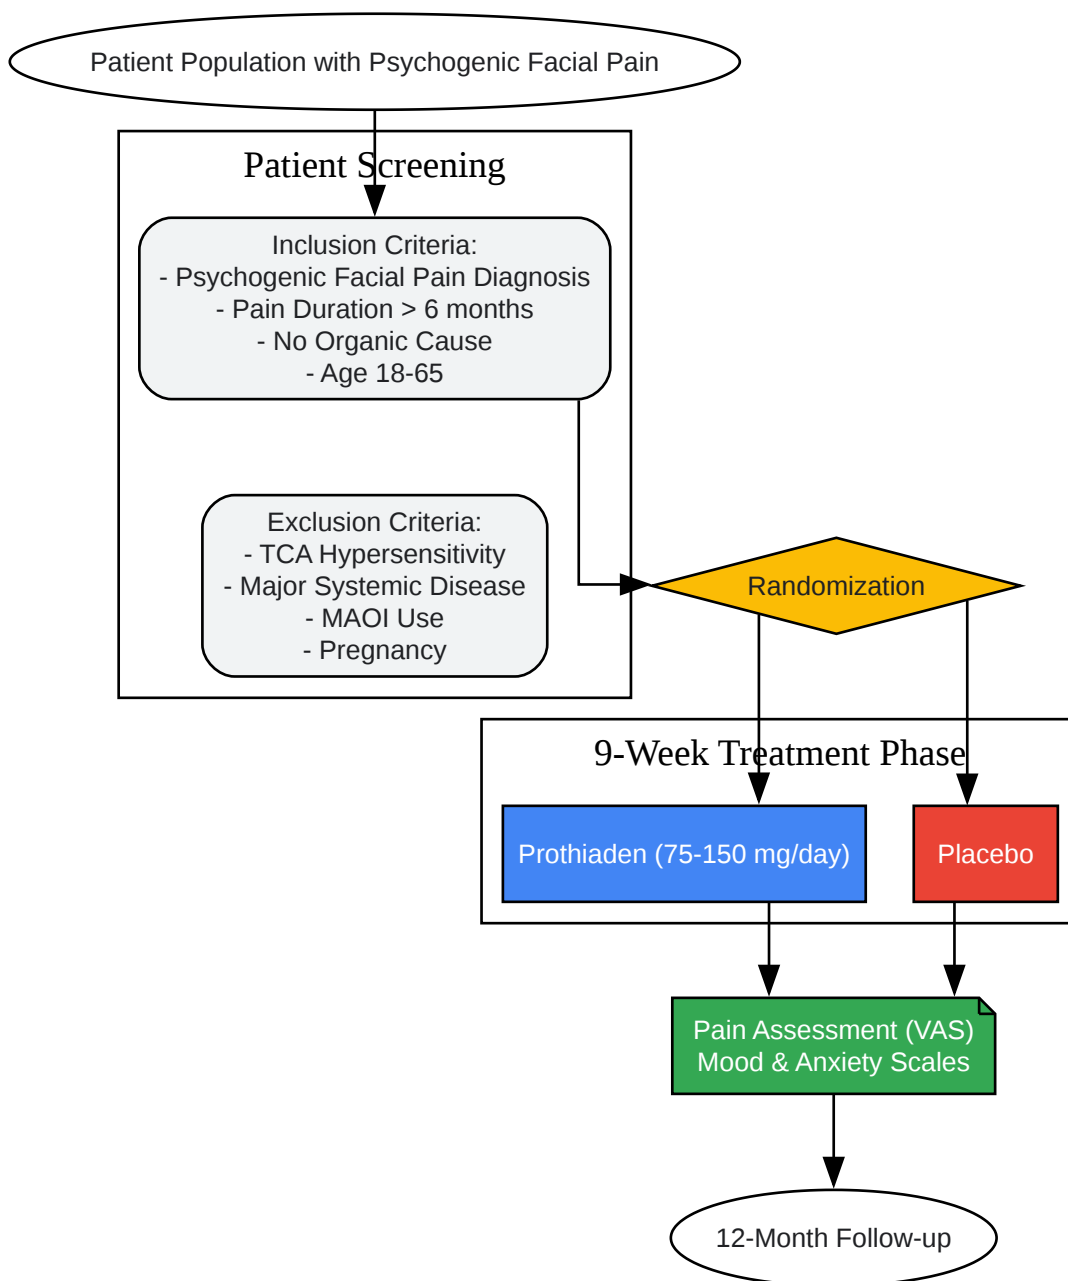 Patient Population with Psychogenic Facial Pain
Patient Screening
Inclusion Criteria:
- Psychogenic Facial Pain Diagnosis
- Pain Duration > 6 months
- No Organic Cause
- Age 18-65
Exclusion Criteria:
- TCA Hypersensitivity
- Major Systemic Disease
- MAOI Use
- Pregnancy
Randomization
9-Week Treatment Phase
Prothiaden (75-150 mg/day)
Placebo
Pain Assessment (VAS)
Mood & Anxiety Scales
12-Month Follow-up